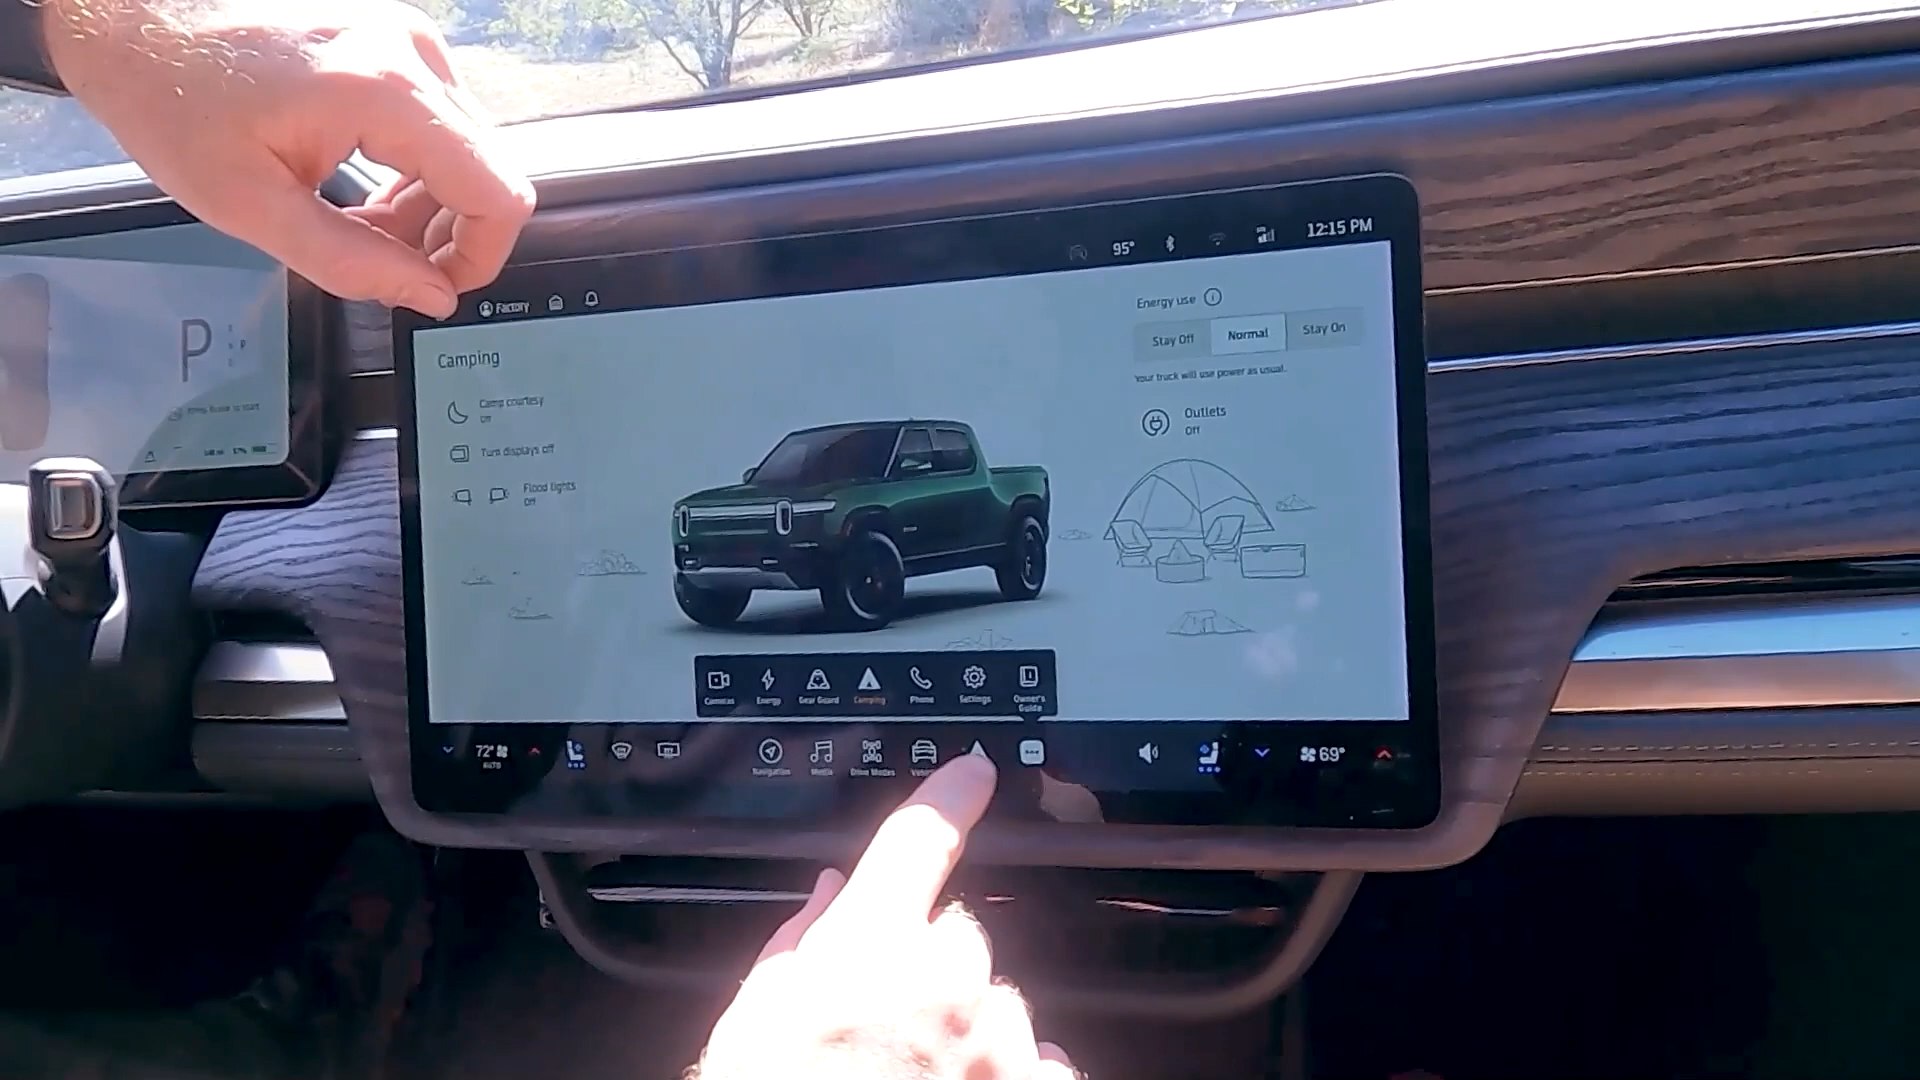 95° 12:15 PM
Factory
Camping
Camp courtesy
Off
Turn displays off
Flood lights
Off
Energy use
Stay Off Normal Stay On
Your truck will use power as usual.
Outlets
Off
P
P
Cameras Energy Gear Guard Camping Phone Settings Owner's Guide
72° AUTO
Navigation Media Drive Modes
69°